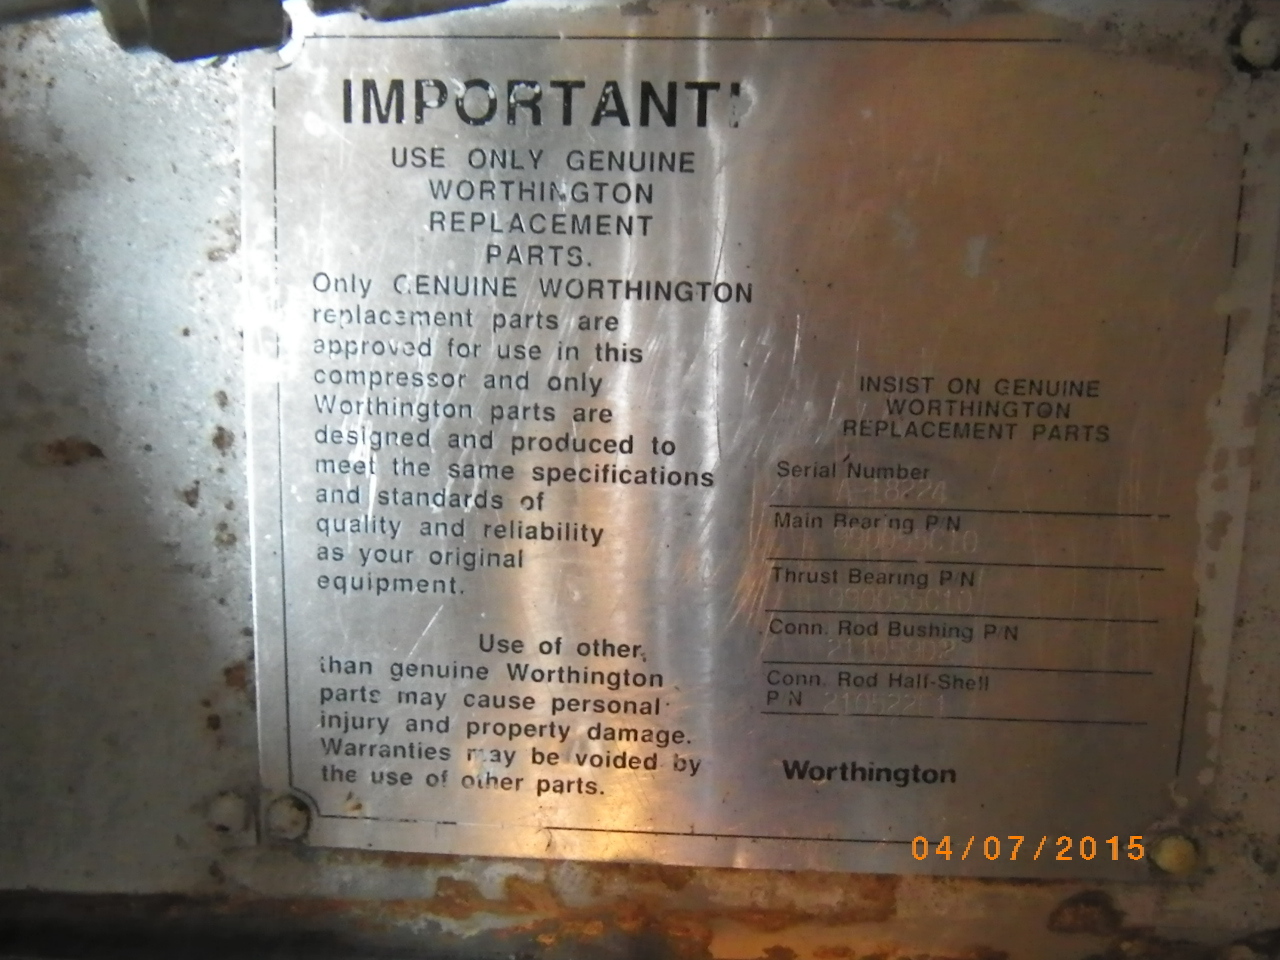 IMPORTANT!
USE ONLY GENUINE
WORTHINGTON
REPLACEMENT
PARTS.
Only GENUINE WORTHINGTON
replacement parts are
approved for use in this
compressor and only
Worthington parts are
designed and produced to
meet the same specifications
and standards of
quality and reliability
as your original
equipment.
Use of other
than genuine Worthington
parts may cause personal
injury and property damage.
Warranties may be voided by
the use of other parts.
INSIST ON GENUINE
WORTHINGTON
REPLACEMENT PARTS
Serial Number
Main Bearing P/N
Thrust Bearing P/N
Conn. Rod Bushing P/N
Conn. Rod Half-Shell
P/N
Worthington
04/07/2015